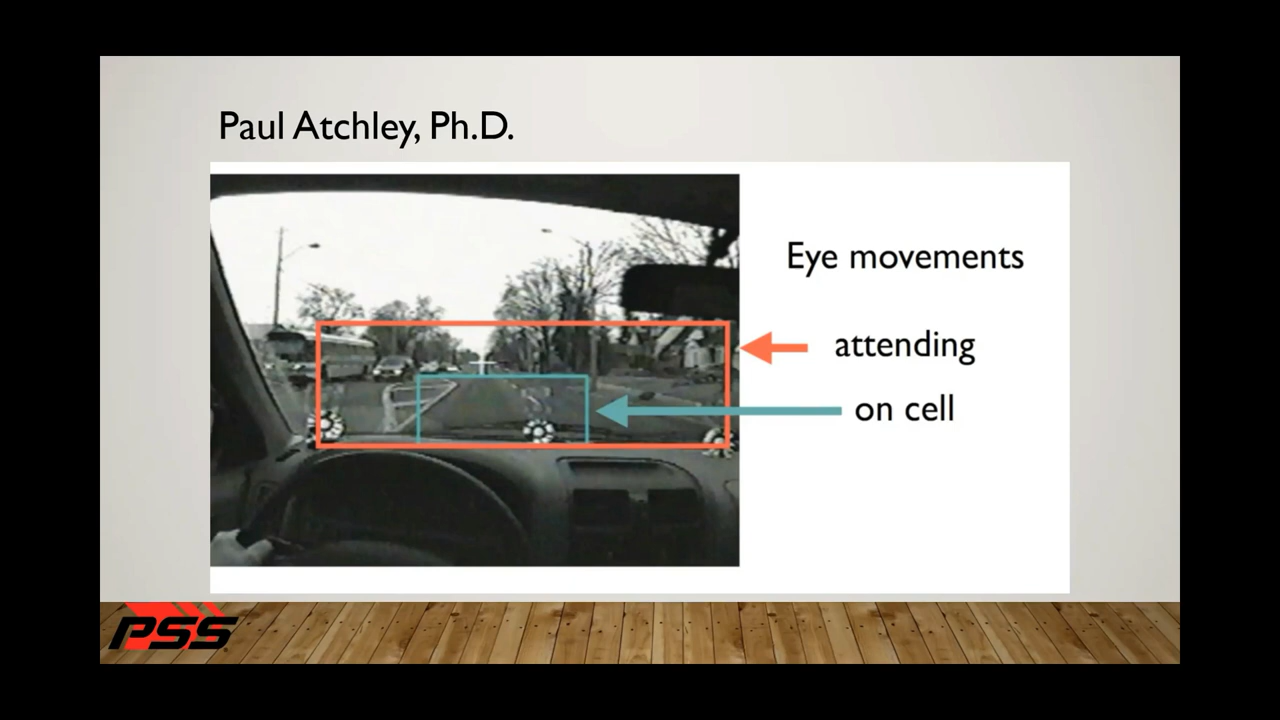 Paul Atchley, Ph.D.
Eye movements
attending
on cell
PSS